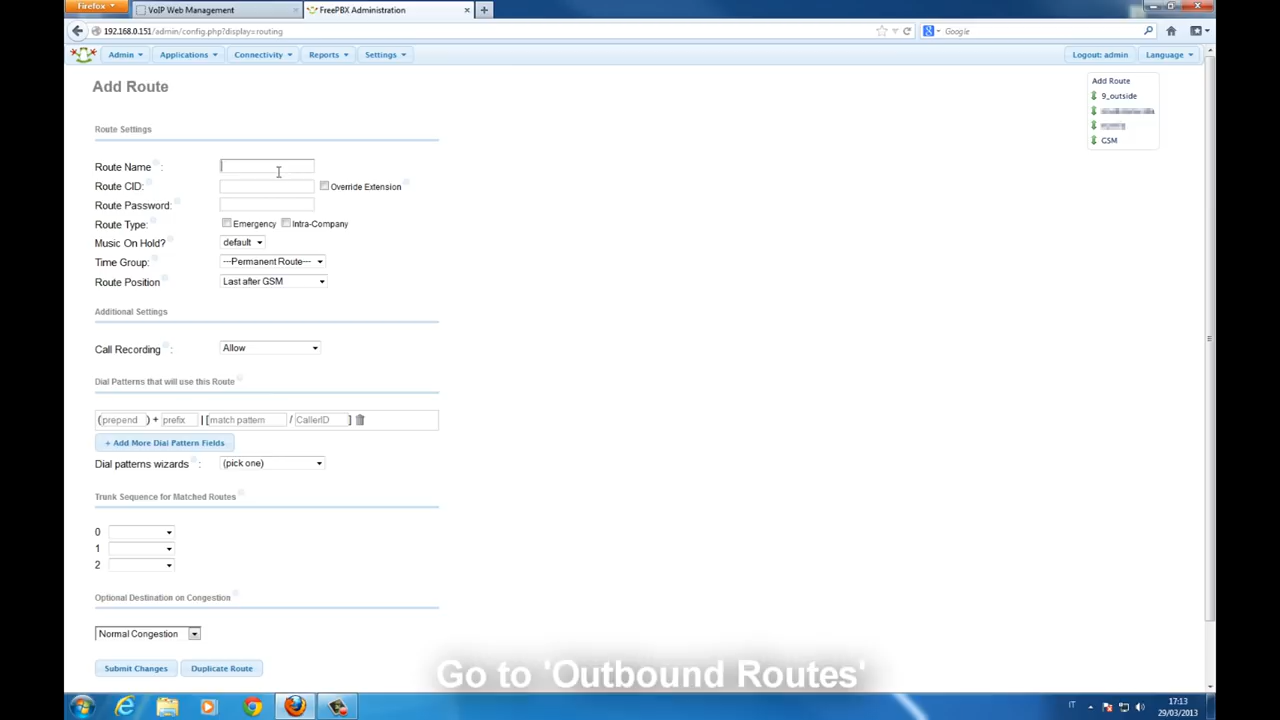 Firefox
VoIP Web Management
FreePBX Administration
192.168.0.151/admin/config.php?display=routing
Google
Admin
Applications
Connectivity
Reports
Settings
Logout: admin
Language
Add Route
Add Route
9_outside
GSM
Route Settings
Route Name :
Route CID:
Override Extension
Route Password:
Route Type:
Emergency
Intra-Company
Music On Hold?
default
Time Group:
---Permanent Route---
Route Position
Last after GSM
Additional Settings
Call Recording :
Allow
Dial Patterns that will use this Route
(prepend) + prefix | [match pattern / CallerID ]
+ Add More Dial Pattern Fields
Dial patterns wizards :
(pick one)
Trunk Sequence for Matched Routes
0
1
2
Optional Destination on Congestion
Normal Congestion
Submit Changes
Duplicate Route
Go to 'Outbound Routes'
IT
17:13
29/03/2013